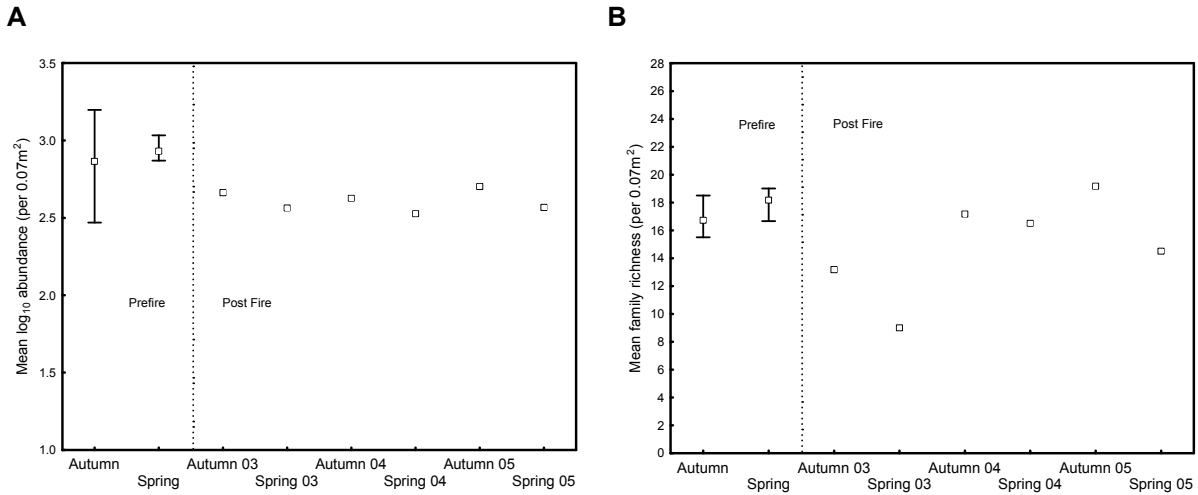 A
Mean log10 abundance (per 0.07m2)
3.5
3.0
2.5
2.0
1.5
1.0
Prefire
Post Fire
Autumn
Spring
Autumn 03
Spring 03
Autumn 04
Spring 04
Autumn 05
Spring 05
B
Mean family richness (per 0.07m2)
28
26
24
22
20
18
16
14
12
10
8
6
4
2
0
Prefire
Post Fire
Autumn
Spring
Autumn 03
Spring 03
Autumn 04
Spring 04
Autumn 05
Spring 05